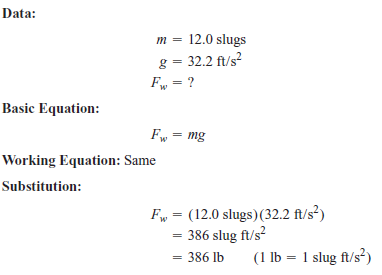 Data:
m = 12.0 slugs
g = 32.2 ft/s²
F_w = ?
Basic Equation:
F_w = mg
Working Equation: Same
Substitution:
F_w = (12.0 slugs)(32.2 ft/s²)
= 386 slug ft/s²
= 386 lb (1 lb = 1 slug ft/s²)